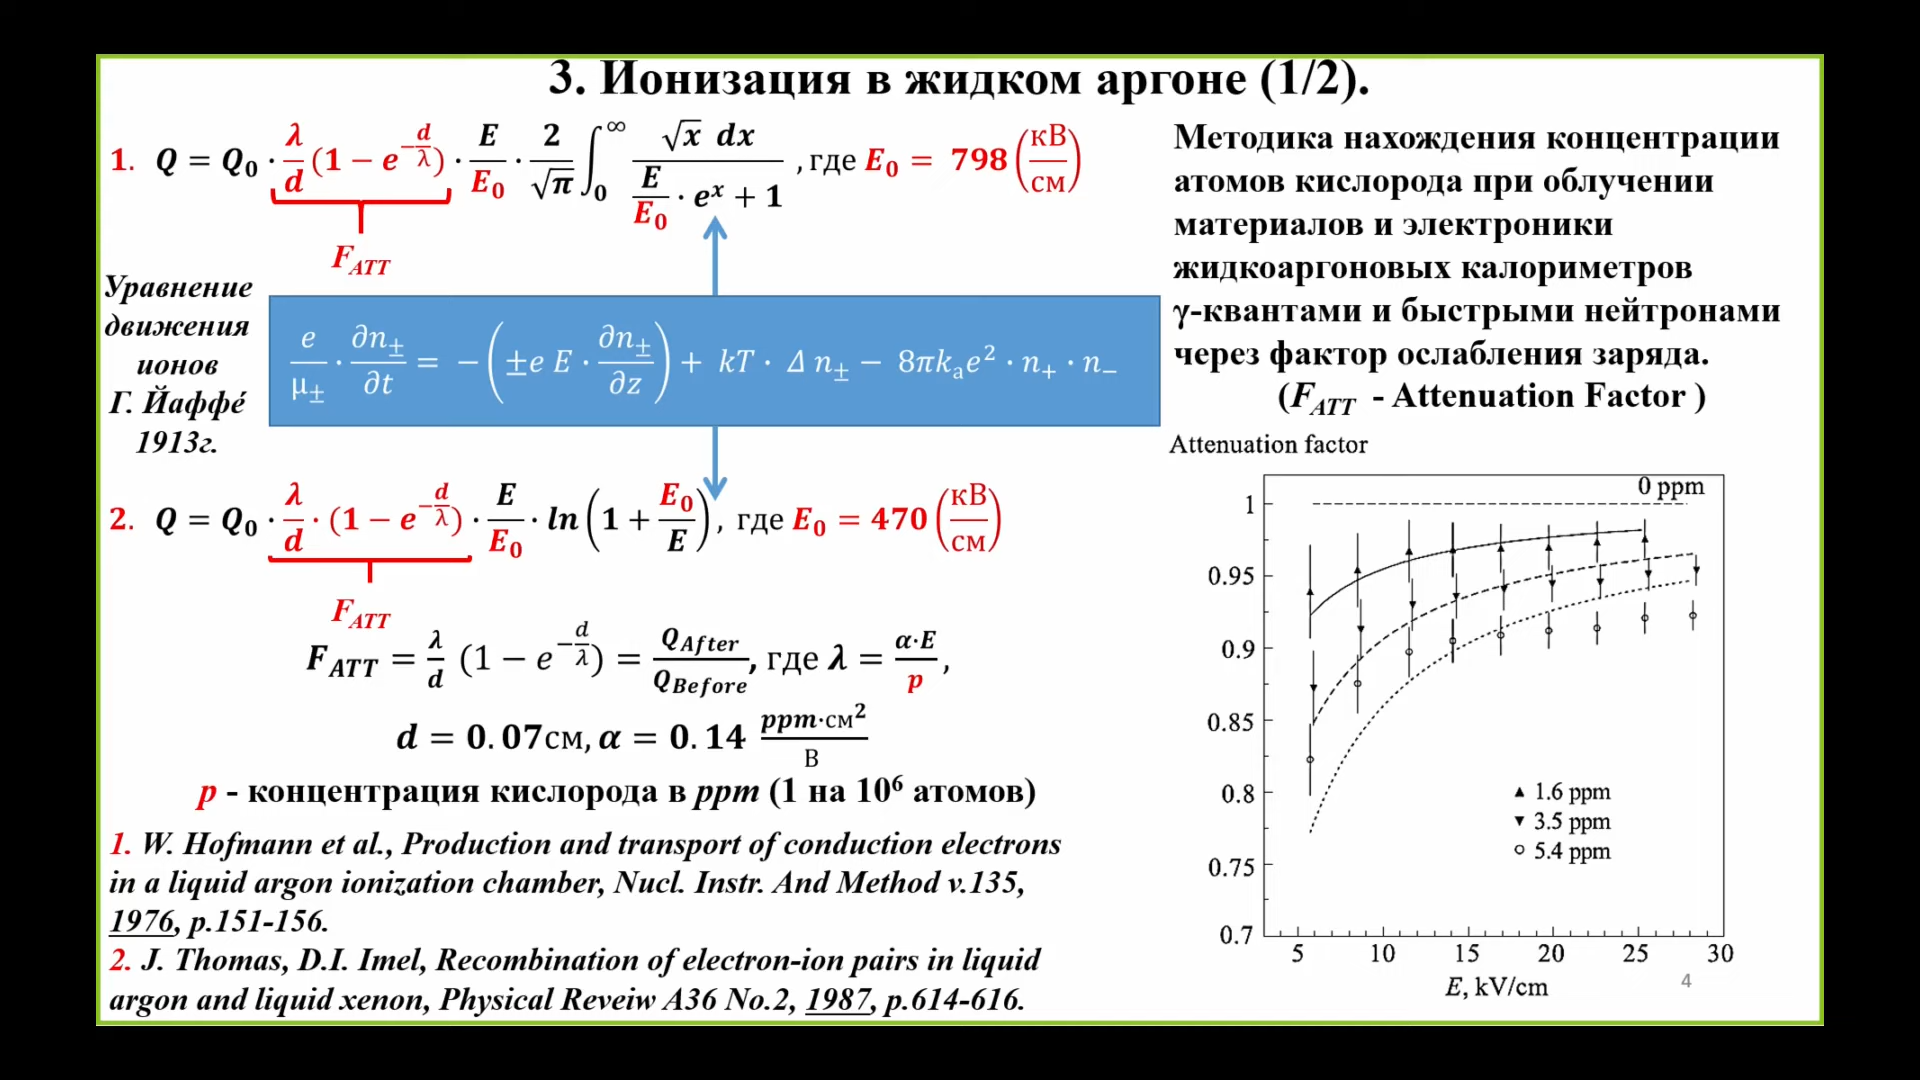 3. Ионизация в жидком аргоне (1/2).
1. Q = Q₀ · λ/d (1 − e^(−d/λ)) · E/E₀ · 2/√π ∫₀^∞ √x dx / (E/E₀ · eˣ + 1) , где E₀ = 798 (кВ/см)
F_ATT
Уравнение
движения
ионов
Г. Йаффе́
1913г.
e/μ± · ∂n±/∂t = −(±e E · ∂n±/∂z) + kT · Δ n± − 8πkₐe² · n₊ · n₋
2. Q = Q₀ · λ/d · (1 − e^(−d/λ)) · E/E₀ · ln(1 + E₀/E), где E₀ = 470 (кВ/см)
F_ATT
F_ATT = λ/d (1 − e^(−d/λ)) = Q_After/Q_Before, где λ = α·E/p ,
d = 0.07см, α = 0.14 ppm·см²/В
p - концентрация кислорода в ppm (1 на 10⁶ атомов)
1. W. Hofmann et al., Production and transport of conduction electrons
in a liquid argon ionization chamber, Nucl. Instr. And Method v.135,
1976, p.151-156.
2. J. Thomas, D.I. Imel, Recombination of electron-ion pairs in liquid
argon and liquid xenon, Physical Reveiw A36 No.2, 1987, p.614-616.
Методика нахождения концентрации
атомов кислорода при облучении
материалов и электроники
жидкоаргоновых калориметров
γ-квантами и быстрыми нейтронами
через фактор ослабления заряда.
(F_ATT - Attenuation Factor )
Attenuation factor
0 ppm
1
0.95
0.9
0.85
0.8
0.75
0.7
▲ 1.6 ppm
▼ 3.5 ppm
○ 5.4 ppm
5 10 15 20 25 30
E, kV/cm
4